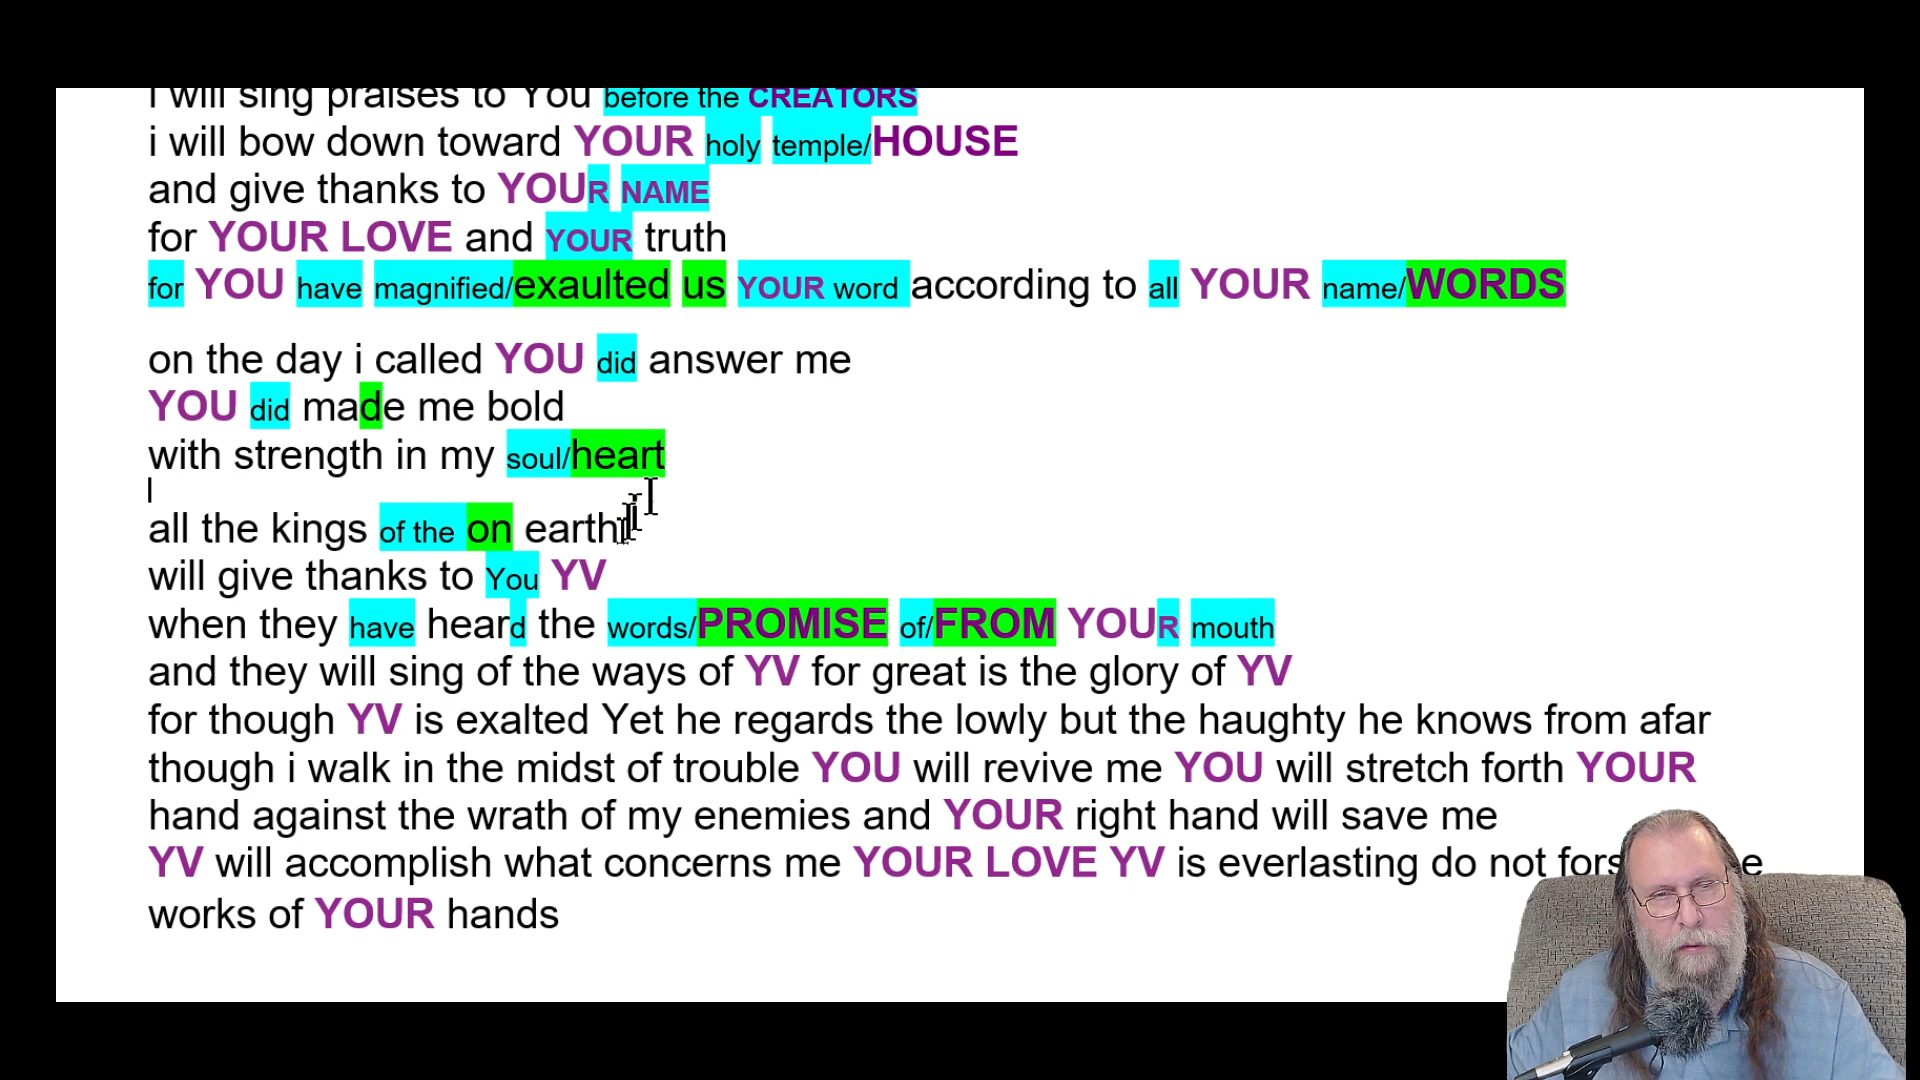 i will sing praises to You before the CREATORS
i will bow down toward YOUR holy temple/HOUSE
and give thanks to YOUR NAME
for YOUR LOVE and YOUR truth
for YOU have magnified/exaulted us YOUR word according to all YOUR name/WORDS
on the day i called YOU did answer me
YOU did made me bold
with strength in my soul/heart
all the kings of the on earth
will give thanks to You YV
when they have heard the words/PROMISE of/FROM YOUR mouth
and they will sing of the ways of YV for great is the glory of YV
for though YV is exalted Yet he regards the lowly but the haughty he knows from afar
though i walk in the midst of trouble YOU will revive me YOU will stretch forth YOUR
hand against the wrath of my enemies and YOUR right hand will save me
YV will accomplish what concerns me YOUR LOVE YV is everlasting do not
works of YOUR hands